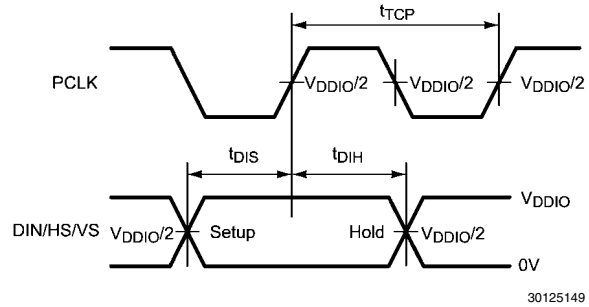 tTCP
PCLK
VDDIO/2 VDDIO/2 VDDIO/2
tDIS tDIH
VDDIO
DIN/HS/VS VDDIO/2 Setup Hold VDDIO/2
0V
30125149